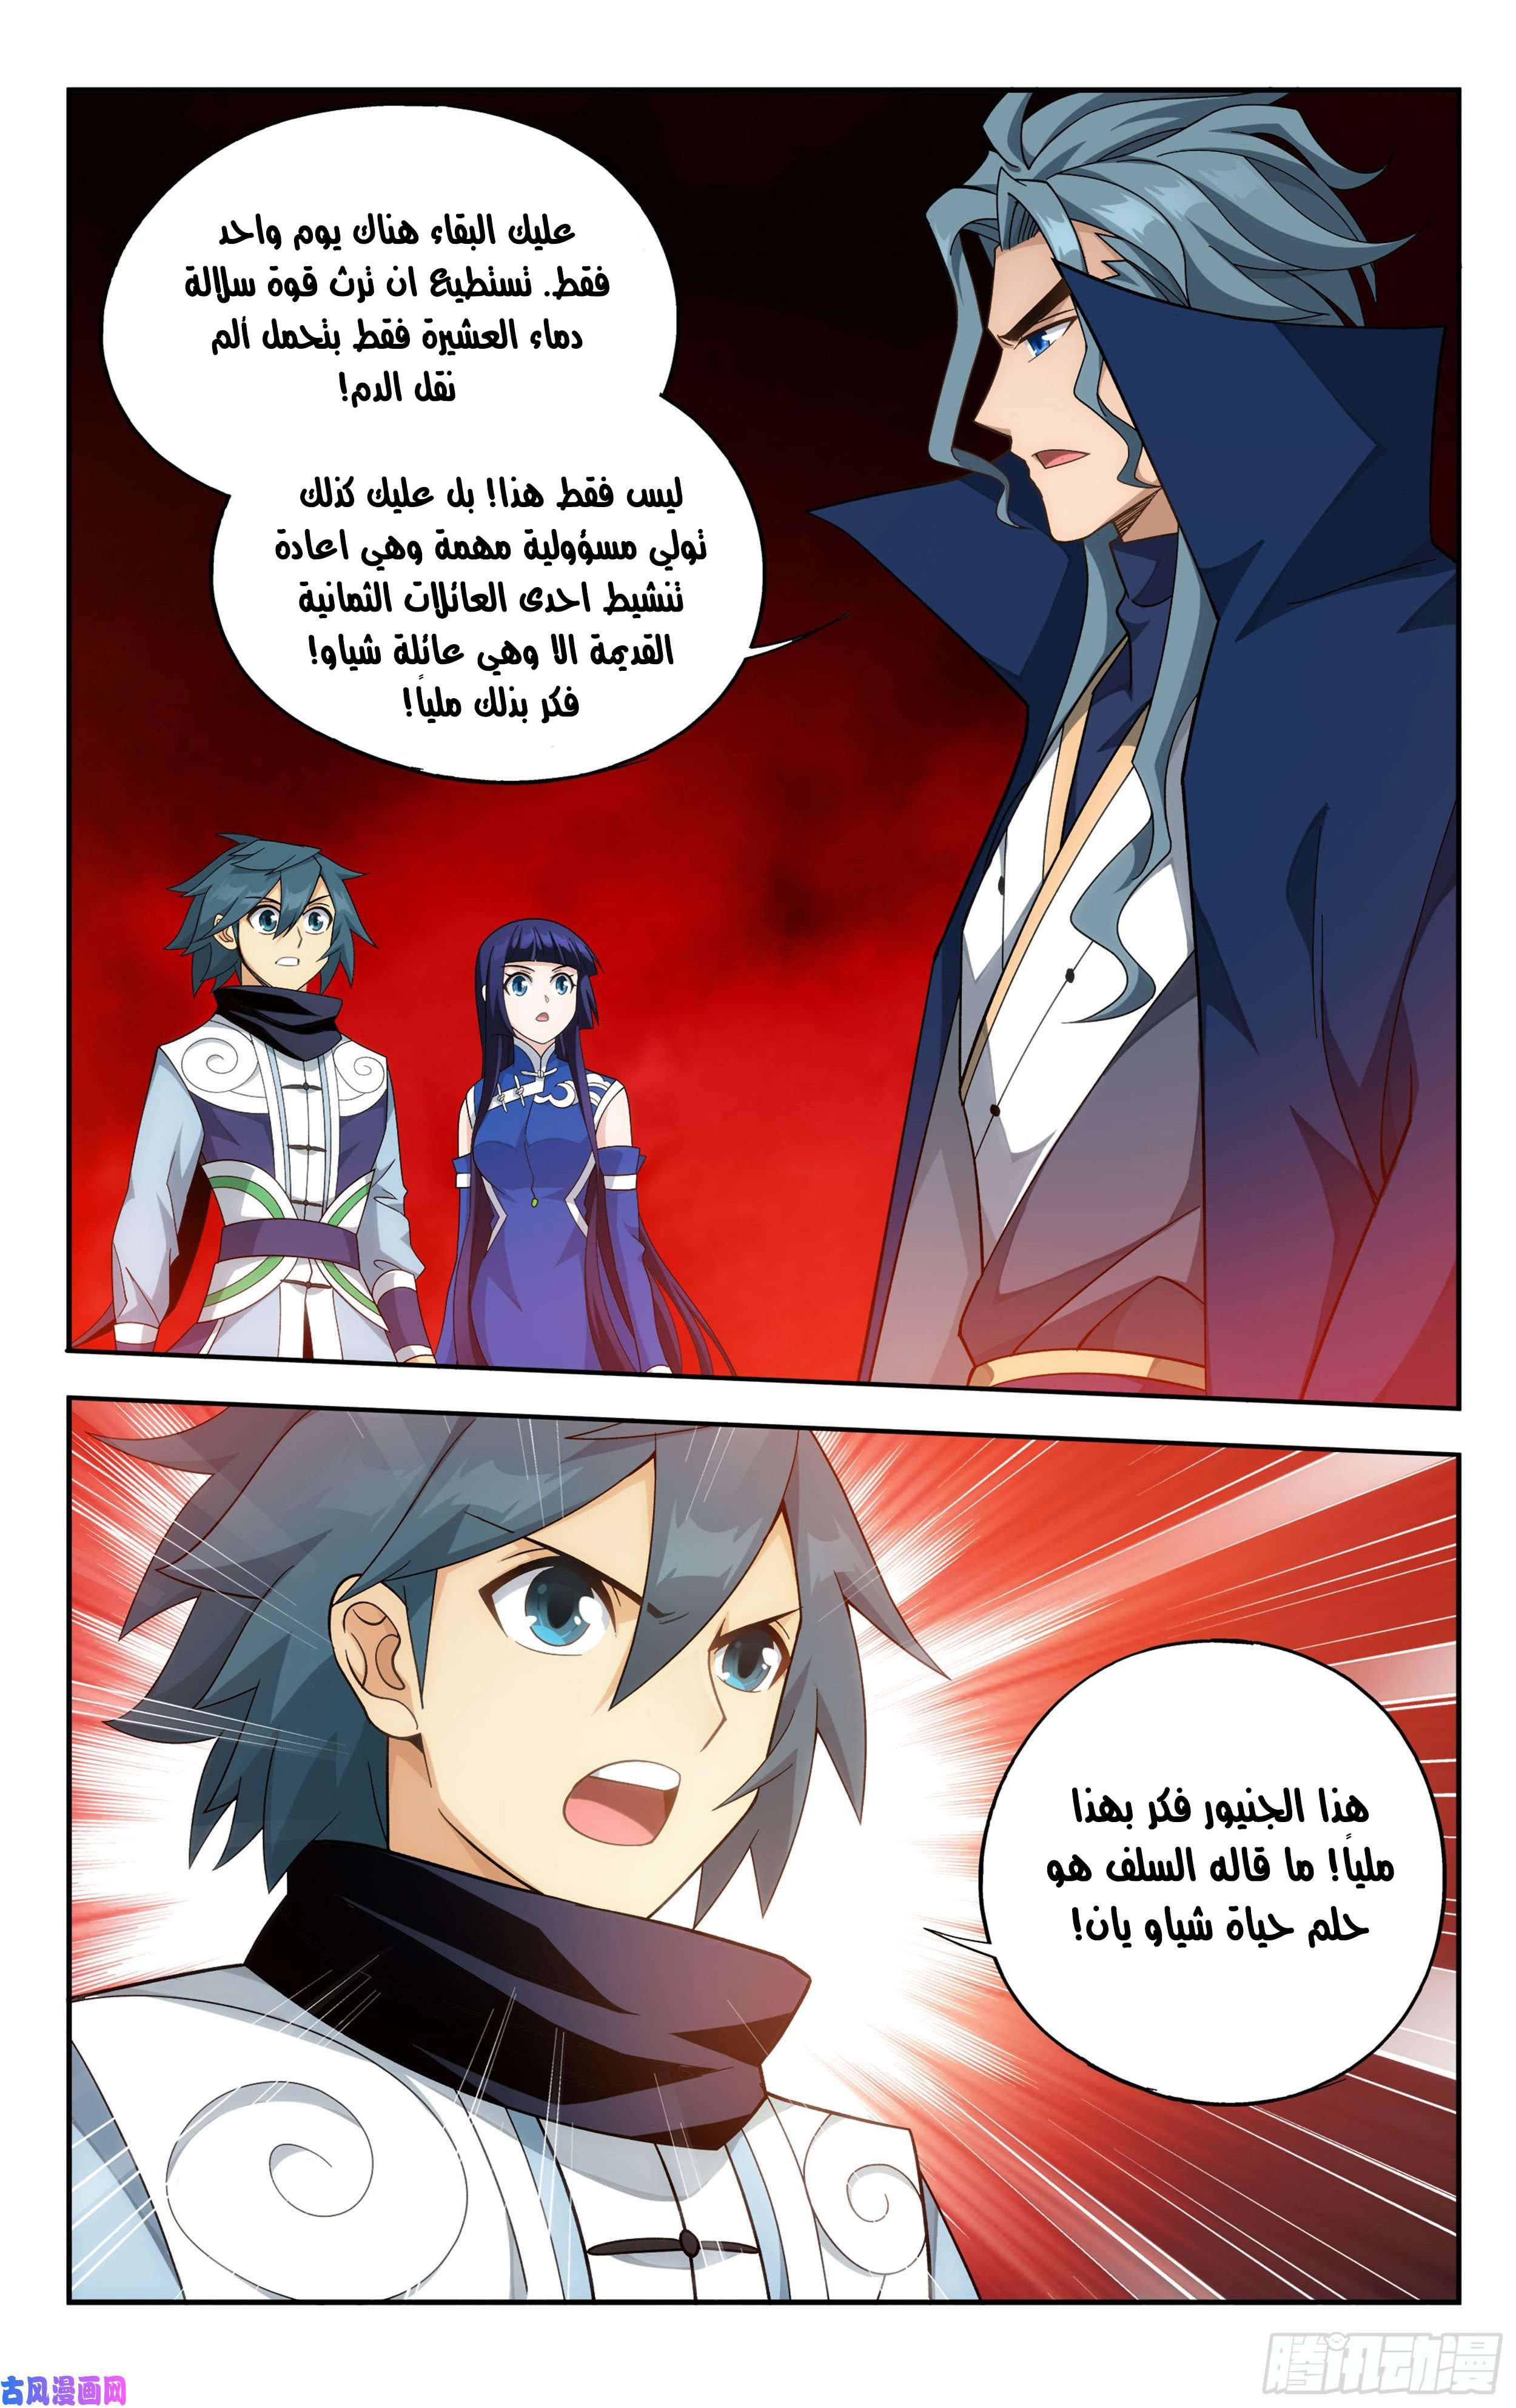 عليك البقاء هناك يوم واحد
فقط. تستطيع ان ترث قوة سلالة
دماء العشيرة فقط بتحمل ألم
نقل الدم!
ليس فقط هذا! بل عليك كذلك
تولي مسؤولية مهمة وهي اعادة
تنشيط احدى العائلات الثمانية
القديمة الا وهي عائلة شياو!
فكر بذلك ملياً!
هذا الجنيور فكر بهذا
ملياً! ما قاله السلف هو
حلم حياة شياو يان!
古风漫画网
腾讯动漫